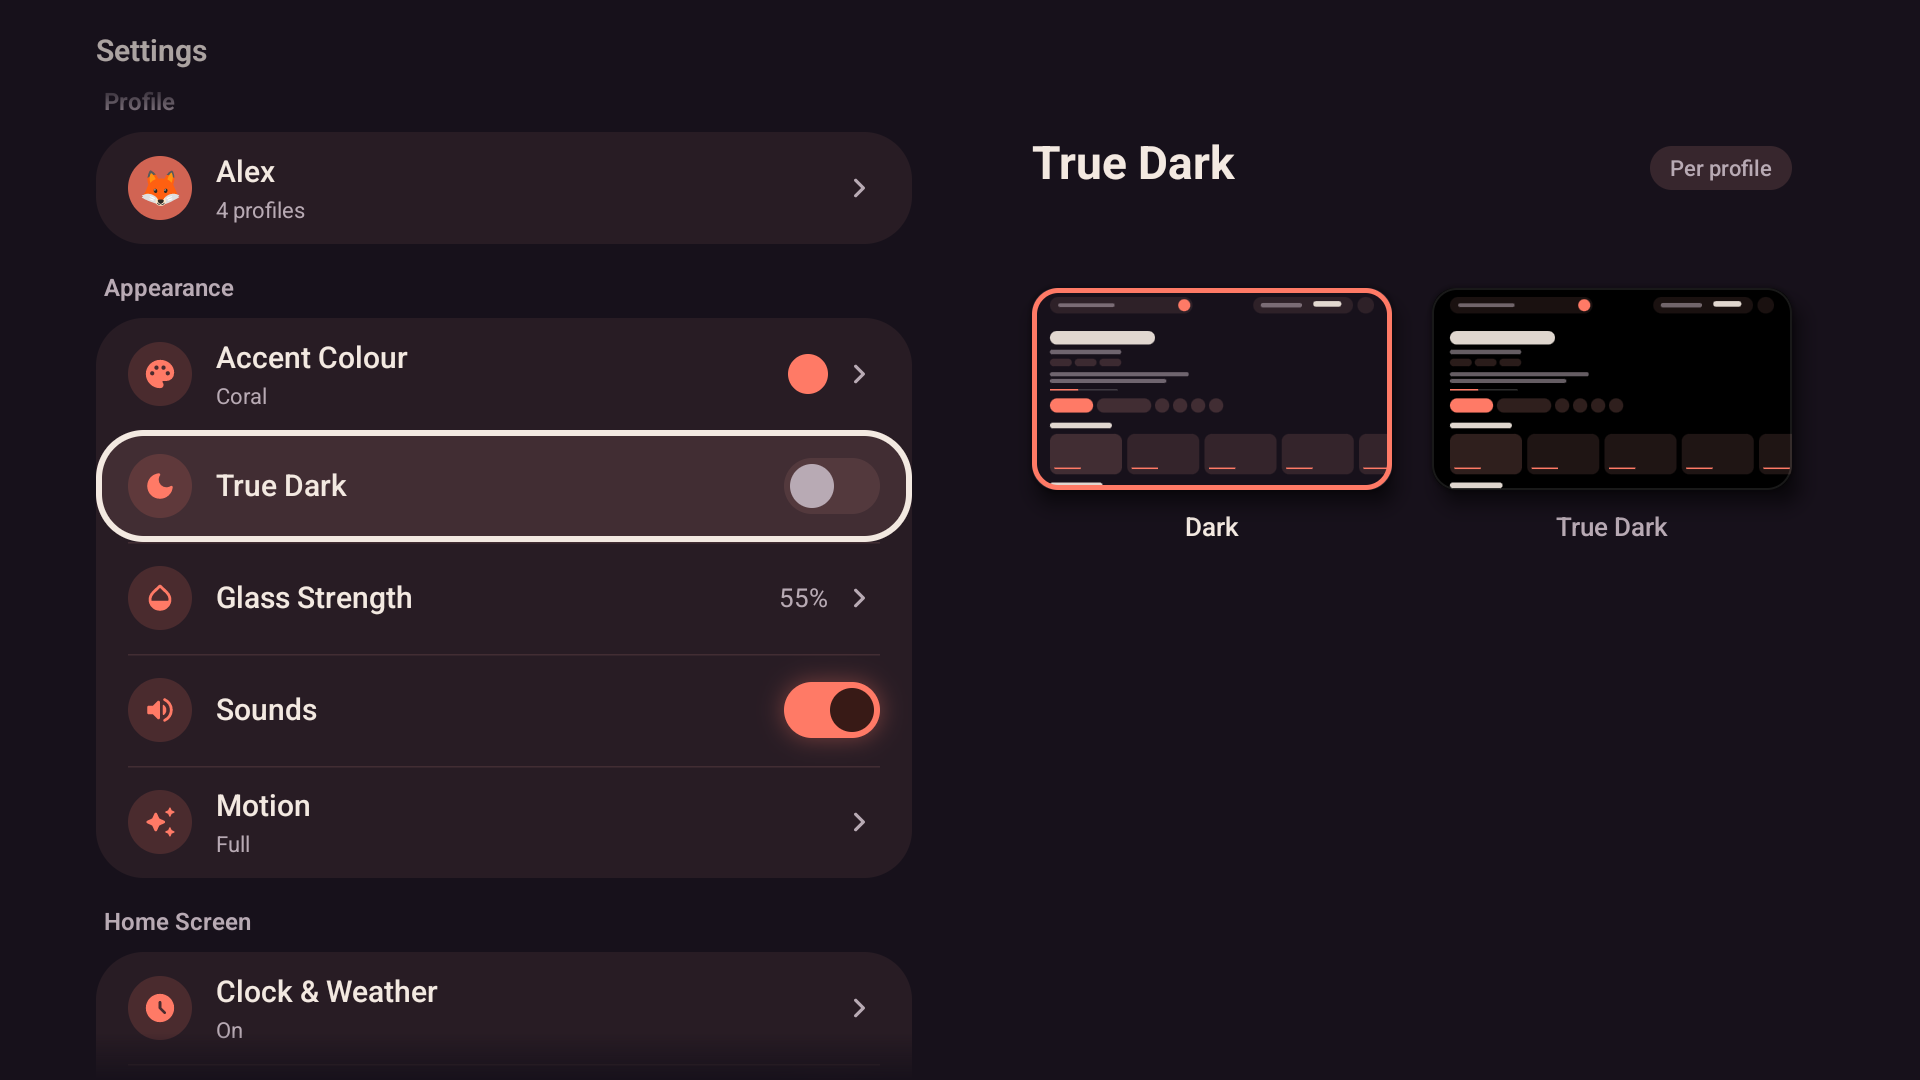 Settings
Profile
Alex
4 profiles
Appearance
Accent Colour
Coral
True Dark
Glass Strength
55%
Sounds
Motion
Full
Home Screen
Clock & Weather
On
True Dark
Per profile
Dark
True Dark